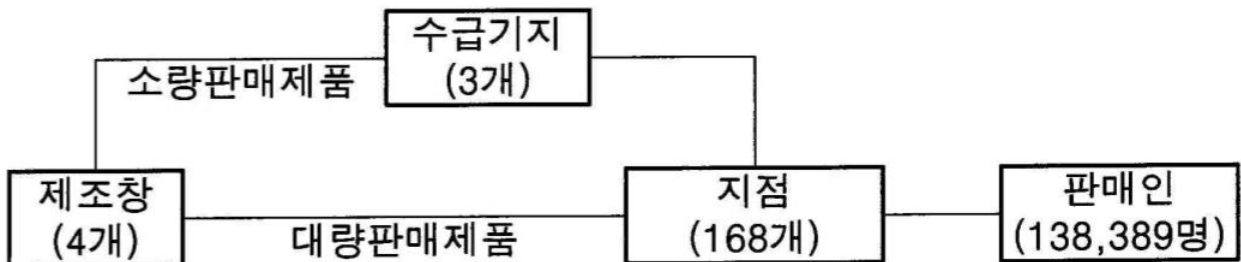 수급기지
(3개)
소량판매제품
제조창
(4개)
대량판매제품
지점
(168개)
판매인
(138,389명)